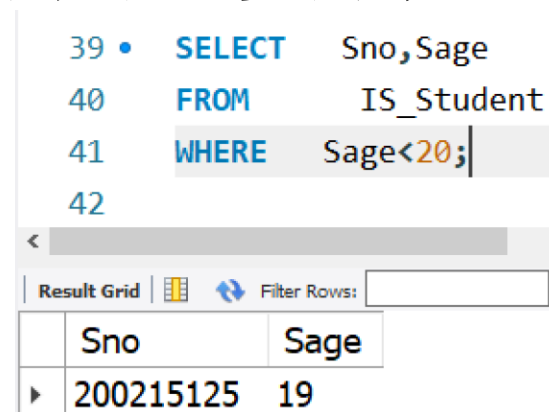 39 SELECT Sno,Sage
40 FROM IS_Student
41 WHERE Sage<20;
42
Result Grid Filter Rows:
Sno Sage
200215125 19